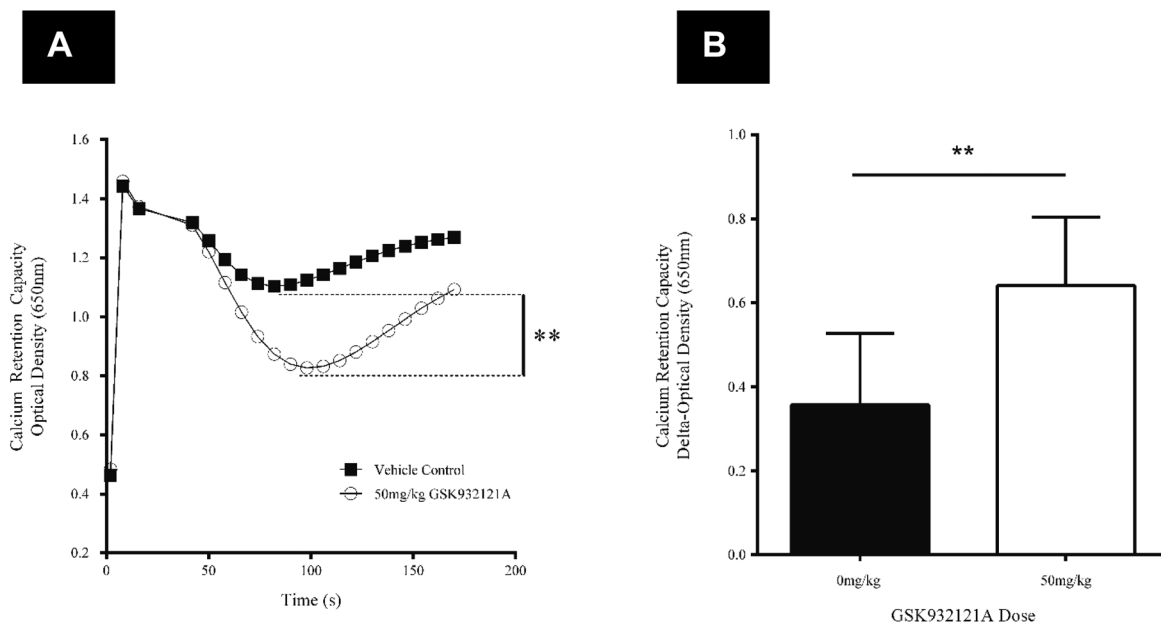 A
B
1.6
1.4
1.2
1.0
0.8
0.6
0.4
0.2
0
50
100
150
200
Calcium Retention Capacity
Optical Density (650nm)
Time (s)
**
Vehicle Control
50mg/kg GSK932121A
1.0
0.8
0.6
0.4
0.2
0.0
Calcium Retention Capacity
Delta-Optical Density (650nm)
**
0mg/kg
50mg/kg
GSK932121A Dose